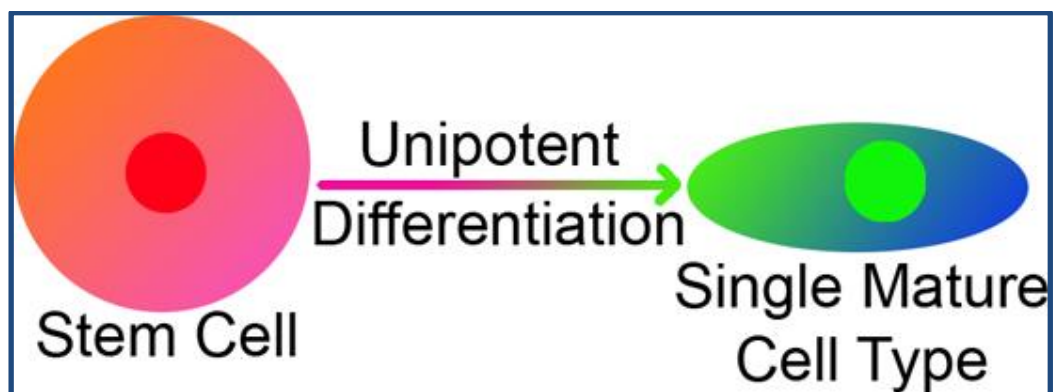 Unipotent
Differentiation
Stem Cell
Single Mature
Cell Type